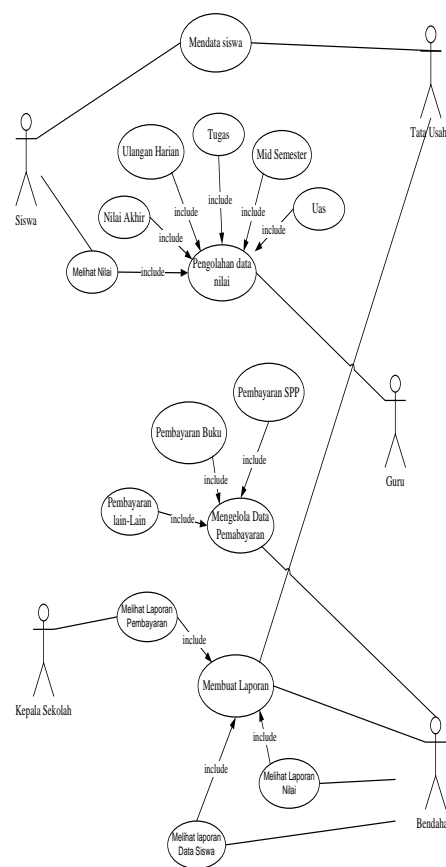 Mendata siswa
Tata Usah
Siswa
Tugas
Ulangan Harian
Mid Semester
Nilai Akhir
Uas
include
include
include
include
include
Melihat Nilai
include
Pengolahan data
nilai
Guru
Pembayaran SPP
Pembayaran Buku
include
include
Pembayaran
lain-Lain
include
Mengelola Data
Pemabayaran
Melihat Laporan
Pembayaran
include
Kepala Sekolah
Membuat Laporan
include
include
Melihat Laporan
Nilai
Bendaha
Melihat laporan
Data Siswa